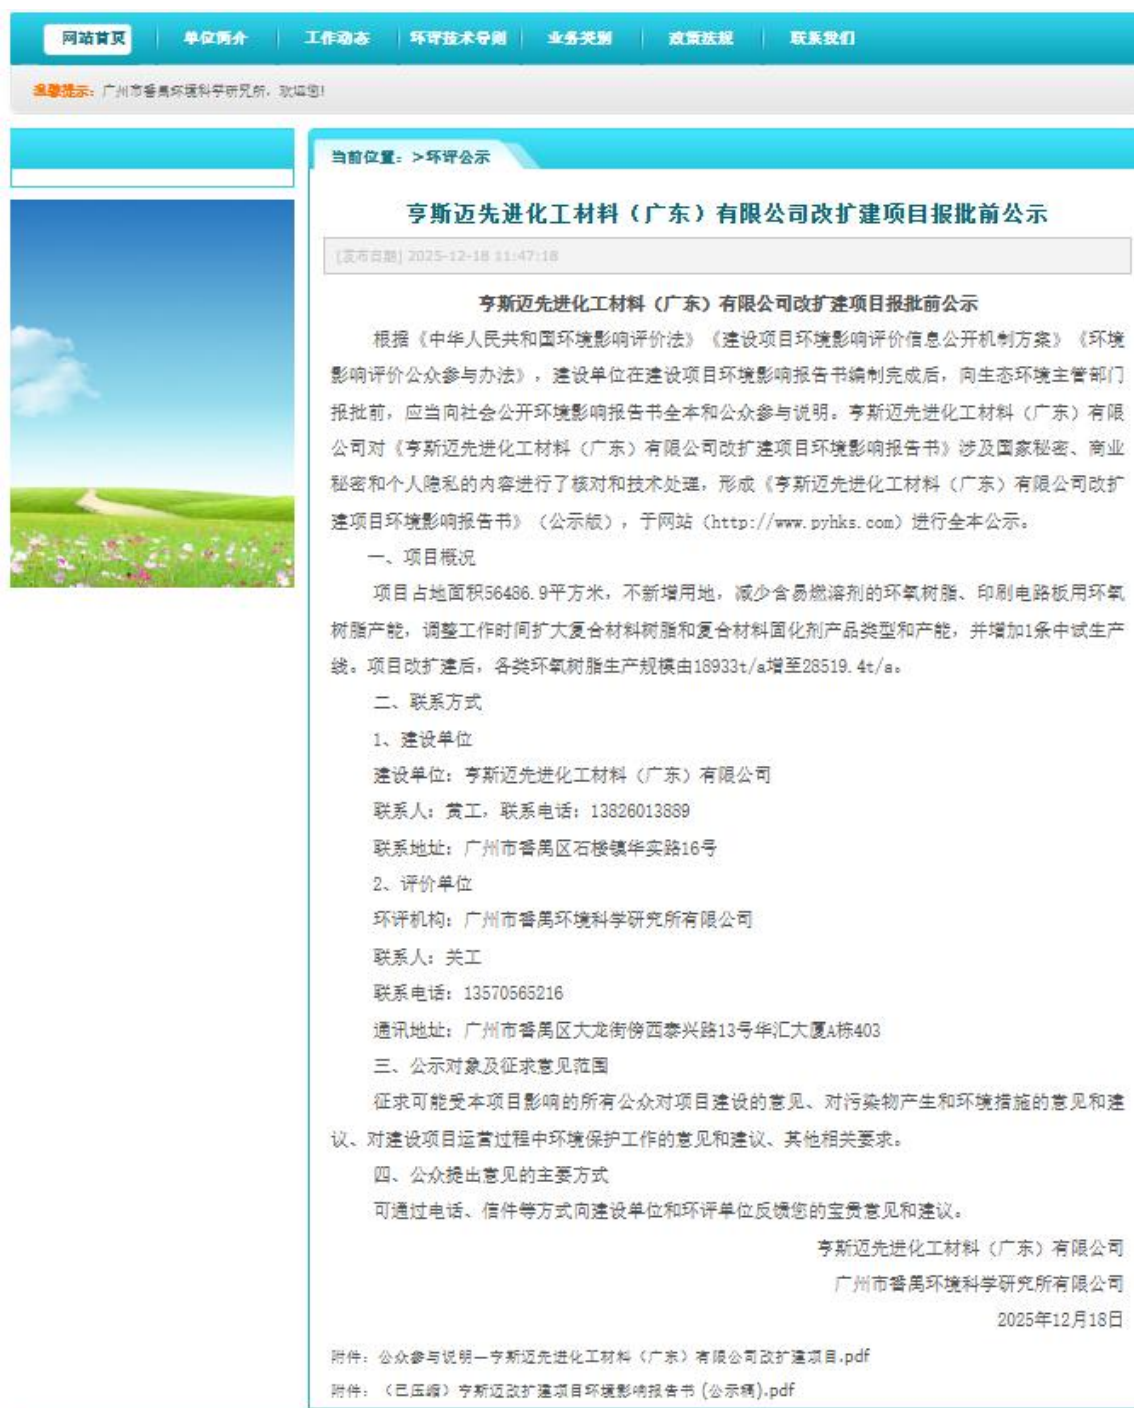 网站首页 单位简介 工作动态 环评技术导则 业务类别 政策法规 联系我们
温馨提示：广州市番禺环境科学研究所，欢迎您!
当前位置：>环评公示
亨斯迈先进化工材料（广东）有限公司改扩建项目报批前公示
[发布日期] 2025-12-18 11:47:18
亨斯迈先进化工材料（广东）有限公司改扩建项目报批前公示
根据《中华人民共和国环境影响评价法》《建设项目环境影响评价信息公开机制方案》《环境
影响评价公众参与办法》，建设单位在建设项目环境影响报告书编制完成后，向生态环境主管部门
报批前，应当向社会公开环境影响报告书全本和公众参与说明。亨斯迈先进化工材料（广东）有限
公司对《亨斯迈先进化工材料（广东）有限公司改扩建项目环境影响报告书》涉及国家秘密、商业
秘密和个人隐私的内容进行了核对和技术处理，形成《亨斯迈先进化工材料（广东）有限公司改扩
建项目环境影响报告书》（公示版），于网站（http://www.pyhks.com）进行全本公示。
一、项目概况
项目占地面积56486.9平方米，不新增用地，减少含易燃溶剂的环氧树脂、印刷电路板用环氧
树脂产能，调整工作时间扩大复合材料树脂和复合材料固化剂产品类型和产能，并增加1条中试生产
线。项目改扩建后，各类环氧树脂生产规模由18933t/a增至28519.4t/a。
二、联系方式
1、建设单位
建设单位：亨斯迈先进化工材料（广东）有限公司
联系人：黄工，联系电话：13826013889
联系地址：广州市番禺区石楼镇华实路16号
2、评价单位
环评机构：广州市番禺环境科学研究所有限公司
联系人：关工
联系电话：13570565216
通讯地址：广州市番禺区大龙街傍西泰兴路13号华汇大厦A栋403
三、公示对象及征求意见范围
征求可能受本项目影响的所有公众对项目建设的意见、对污染物产生和环境措施的意见和建
议、对建设项目运营过程中环境保护工作的意见和建议、其他相关要求。
四、公众提出意见的主要方式
可通过电话、信件等方式向建设单位和环评单位反馈您的宝贵意见和建议。
亨斯迈先进化工材料（广东）有限公司
广州市番禺环境科学研究所有限公司
2025年12月18日
附件：公众参与说明—亨斯迈先进化工材料（广东）有限公司改扩建项目.pdf
附件：（已压缩）亨斯迈改扩建项目环境影响报告书 (公示稿).pdf